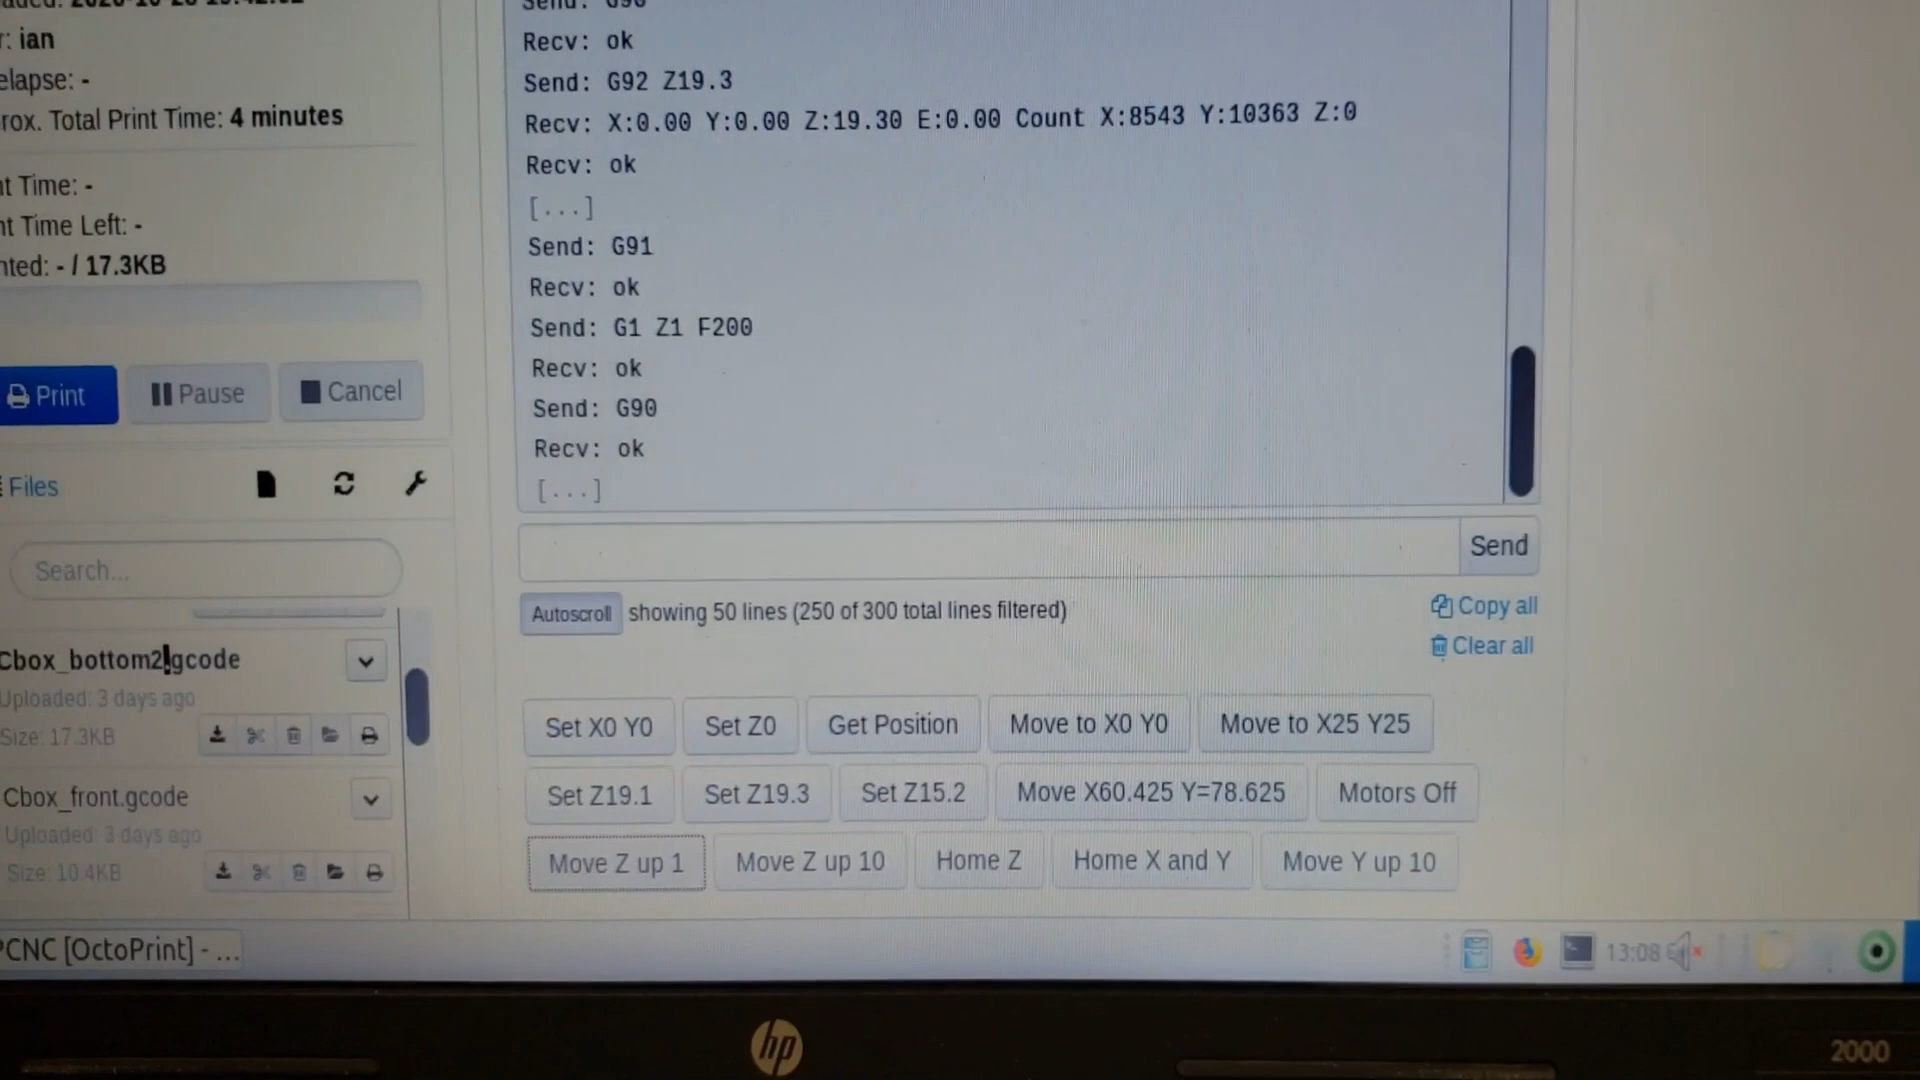 r: ian
elapse: -
rox. Total Print Time: 4 minutes
nt Time: -
nt Time Left: -
nted: - / 17.3KB
Print
Pause
Cancel
Files
Search...
Cbox_bottom2.gcode
Uploaded: 3 days ago
Size: 17.3KB
Cbox_front.gcode
Uploaded: 3 days ago
Size: 10.4KB
Send: G90
Recv: ok
Send: G92 Z19.3
Recv: X:0.00 Y:0.00 Z:19.30 E:0.00 Count X:8543 Y:10363 Z:0
Recv: ok
[...]
Send: G91
Recv: ok
Send: G1 Z1 F200
Recv: ok
Send: G90
Recv: ok
[...]
Send
Autoscroll showing 50 lines (250 of 300 total lines filtered)
Copy all
Clear all
Set X0 Y0 Set Z0 Get Position Move to X0 Y0 Move to X25 Y25
Set Z19.1 Set Z19.3 Set Z15.2 Move X60.425 Y=78.625 Motors Off
Move Z up 1 Move Z up 10 Home Z Home X and Y Move Y up 10
PCNC [OctoPrint] - ...
13:08
hp
2000